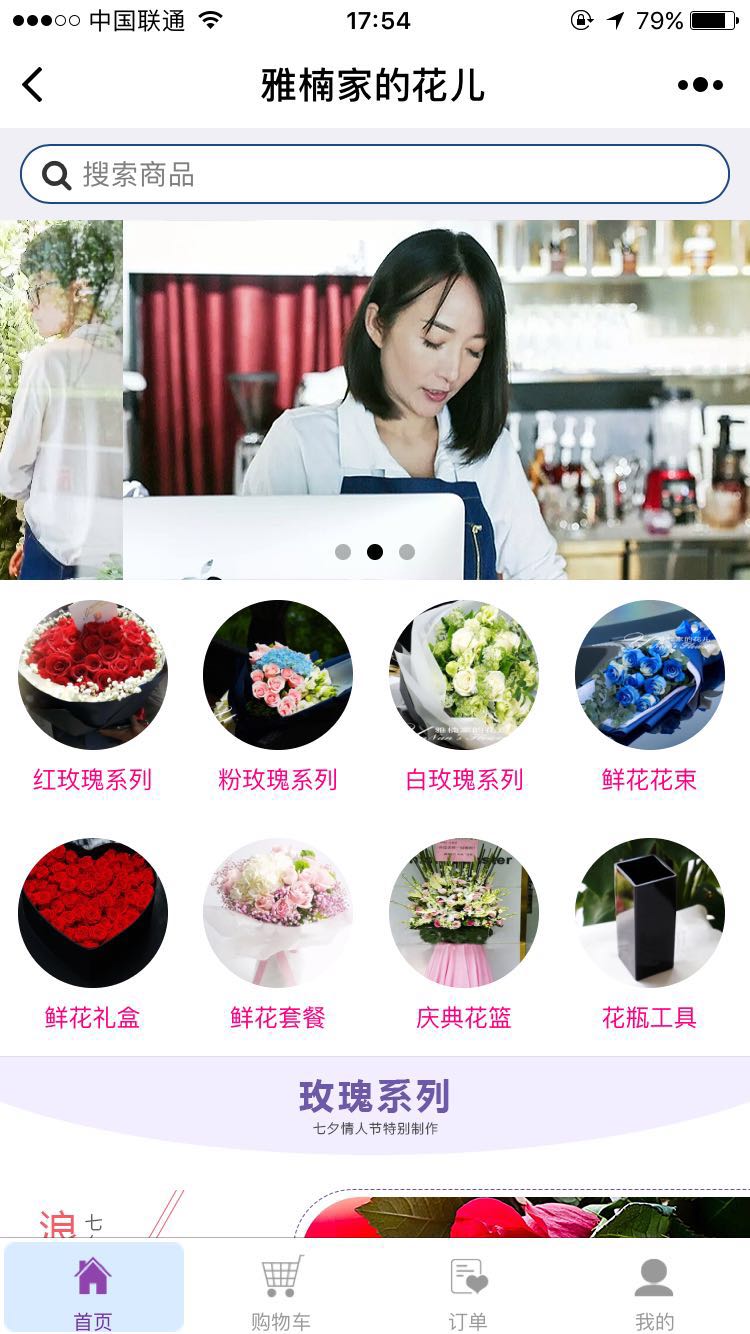 中国联通
17:54
79%
雅楠家的花儿
搜索商品
红玫瑰系列
粉玫瑰系列
白玫瑰系列
鲜花花束
鲜花礼盒
鲜花套餐
庆典花篮
花瓶工具
玫瑰系列
七夕情人节特别制作
浪
七
首页
购物车
订单
我的